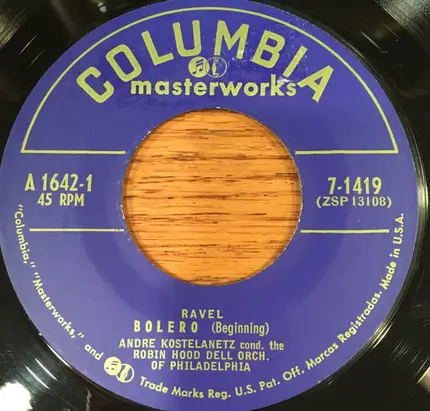 COLUMBIA
masterworks
A 1642-1
45 RPM
7-1419
(ZSP 13108)
RAVEL
BOLERO (Beginning)
ANDRE KOSTELANETZ cond. the
ROBIN HOOD DELL ORCH.
OF PHILADELPHIA
"Columbia," "Masterworks," and Trade Marks Reg. U.S. Pat. Off. Marcas Registradas. Made in U.S.A.